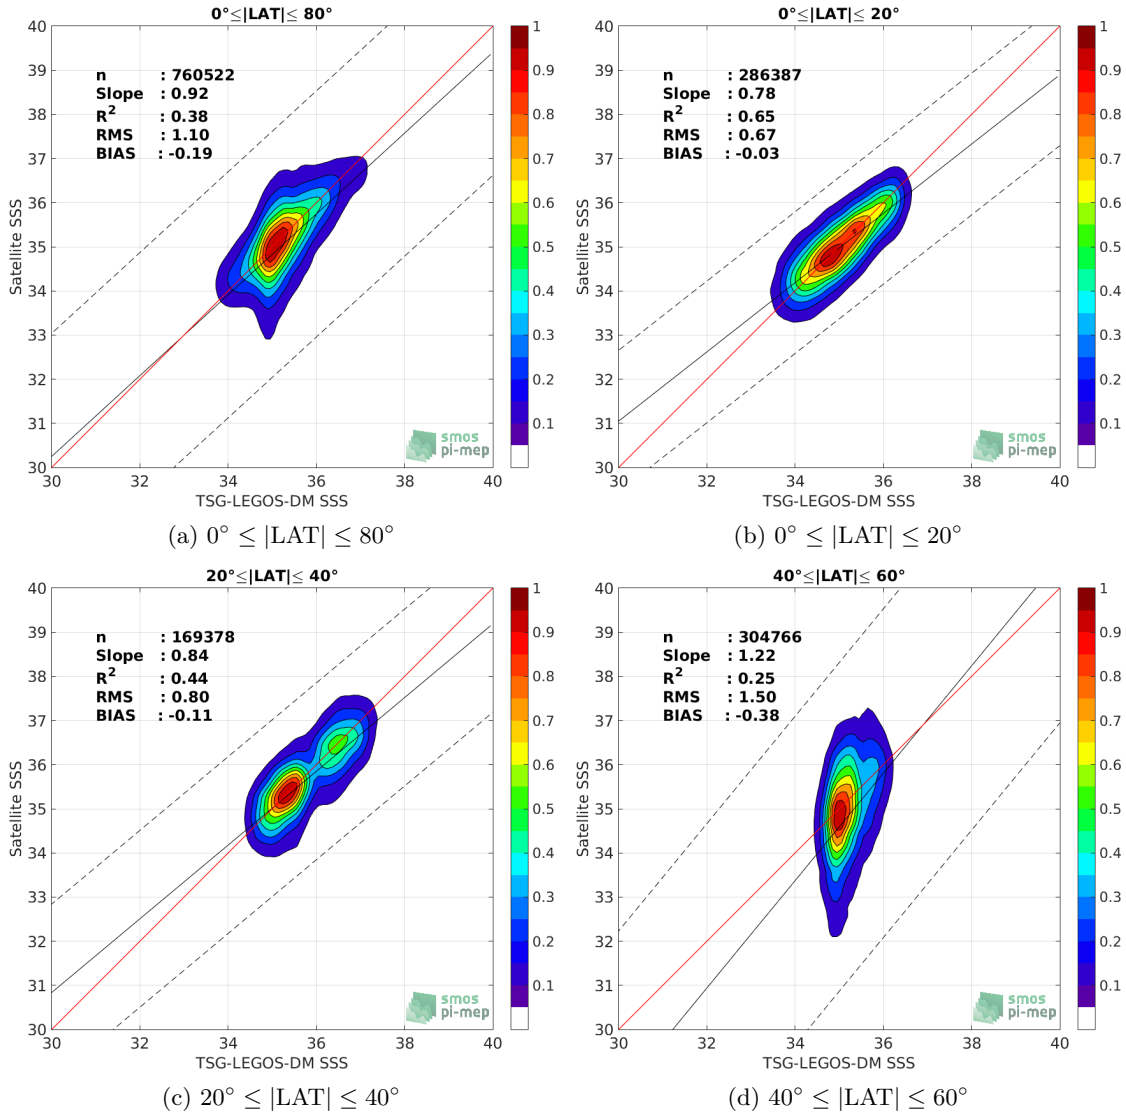 0°≤|LAT|≤ 80°
n : 760522
Slope : 0.92
R² : 0.38
RMS : 1.10
BIAS : -0.19
40
39
38
37
36
35
34
33
32
31
30
Satellite SSS
30 32 34 36 38 40
TSG-LEGOS-DM SSS
1
0.9
0.8
0.7
0.6
0.5
0.4
0.3
0.2
0.1
smos
pi-mep
(a) 0° ≤ |LAT| ≤ 80°
0°≤|LAT|≤ 20°
n : 286387
Slope : 0.78
R² : 0.65
RMS : 0.67
BIAS : -0.03
40
39
38
37
36
35
34
33
32
31
30
Satellite SSS
30 32 34 36 38 40
TSG-LEGOS-DM SSS
1
0.9
0.8
0.7
0.6
0.5
0.4
0.3
0.2
0.1
smos
pi-mep
(b) 0° ≤ |LAT| ≤ 20°
20°≤|LAT|≤ 40°
n : 169378
Slope : 0.84
R² : 0.44
RMS : 0.80
BIAS : -0.11
40
39
38
37
36
35
34
33
32
31
30
Satellite SSS
30 32 34 36 38 40
TSG-LEGOS-DM SSS
1
0.9
0.8
0.7
0.6
0.5
0.4
0.3
0.2
0.1
smos
pi-mep
(c) 20° ≤ |LAT| ≤ 40°
40°≤|LAT|≤ 60°
n : 304766
Slope : 1.22
R² : 0.25
RMS : 1.50
BIAS : -0.38
40
39
38
37
36
35
34
33
32
31
30
Satellite SSS
30 32 34 36 38 40
TSG-LEGOS-DM SSS
1
0.9
0.8
0.7
0.6
0.5
0.4
0.3
0.2
0.1
smos
pi-mep
(d) 40° ≤ |LAT| ≤ 60°